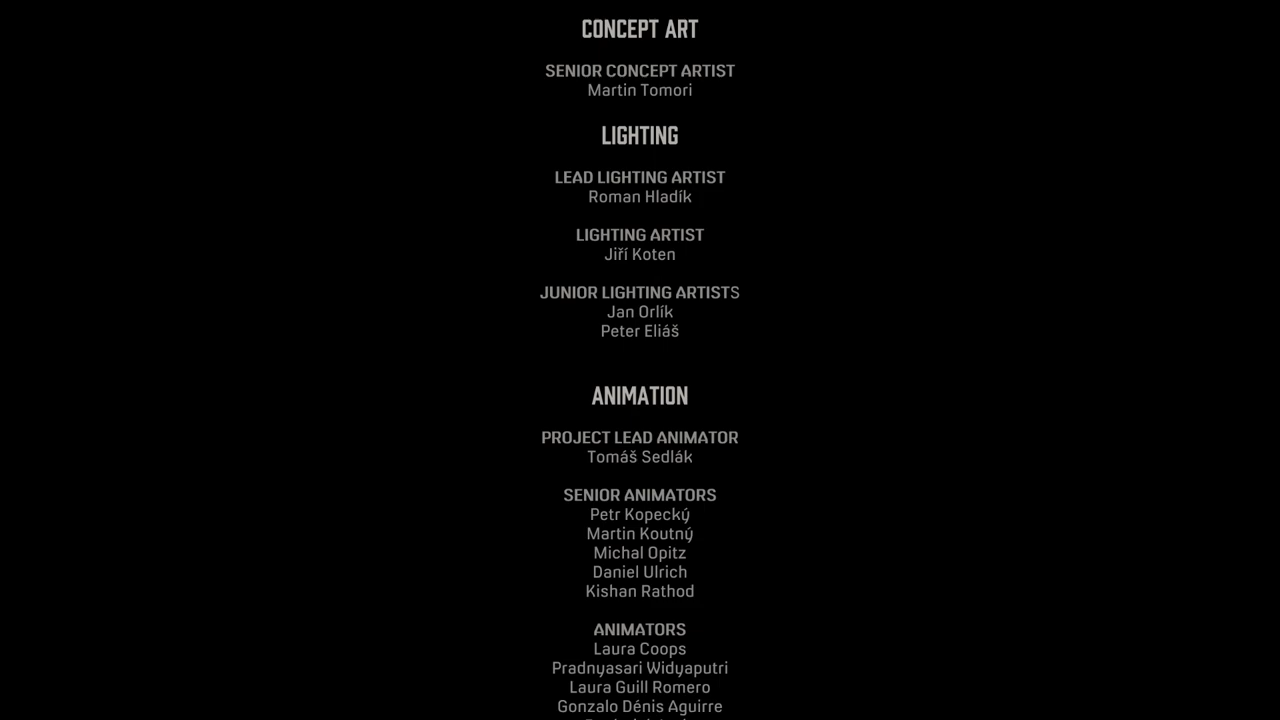 CONCEPT ART
SENIOR CONCEPT ARTIST
Martin Tomori
LIGHTING
LEAD LIGHTING ARTIST
Roman Hladík
LIGHTING ARTIST
Jiří Koten
JUNIOR LIGHTING ARTISTS
Jan Orlík
Peter Eliáš
ANIMATION
PROJECT LEAD ANIMATOR
Tomáš Sedlák
SENIOR ANIMATORS
Petr Kopecký
Martin Koutný
Michal Opitz
Daniel Ulrich
Kishan Rathod
ANIMATORS
Laura Coops
Pradnyasari Widyaputri
Laura Guill Romero
Gonzalo Dénis Aguirre